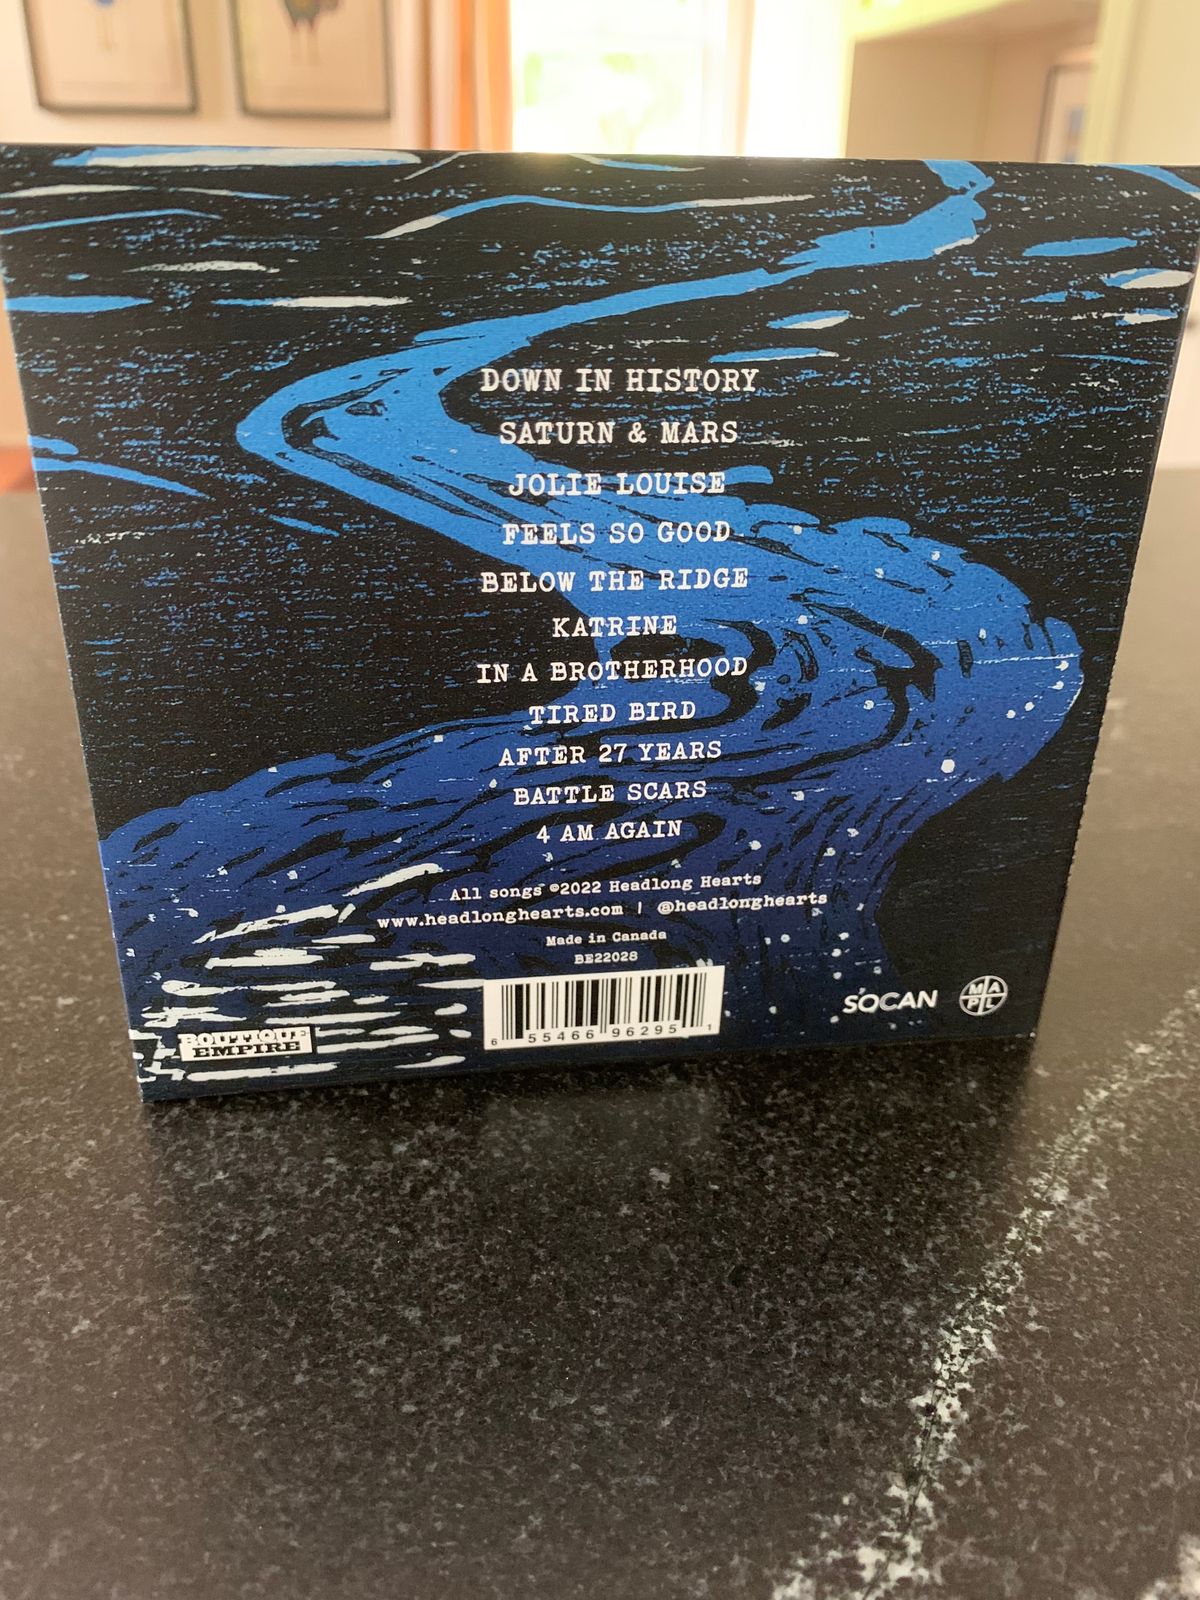 DOWN IN HISTORY
SATURN & MARS
JOLIE LOUISE
FEELS SO GOOD
BELOW THE RIDGE
KATRINE
IN A BROTHERHOOD
TIRED BIRD
AFTER 27 YEARS
BATTLE SCARS
4 AM AGAIN
All songs ©2022 Headlong Hearts
www.headlonghearts.com | @headlonghearts
Made in Canada
BE22028
6 55466 96295 1
BOUTIQUE
EMPIRE
SOCAN
MA
PL